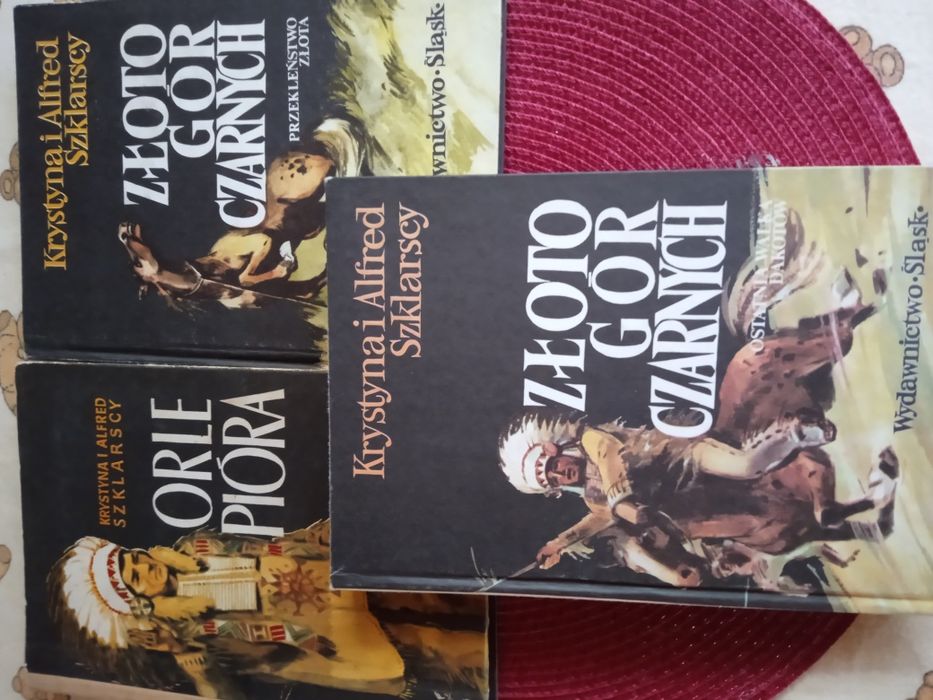 Krystyna i Alfred
Szklarscy
ZŁOTO
GÓR
CZARNYCH
PRZEKLEŃSTWO
ZŁOTA
wnictwo·Śląsk·
KRYSTYNA I ALFRED
SZKLARSCY
ORLE
PIÓRA
Krystyna i Alfred
Szklarscy
ZŁOTO
GÓR
CZARNYCH
OSTATNIA WALKA
DAKOTÓW
Wydawnictwo·Śląsk·